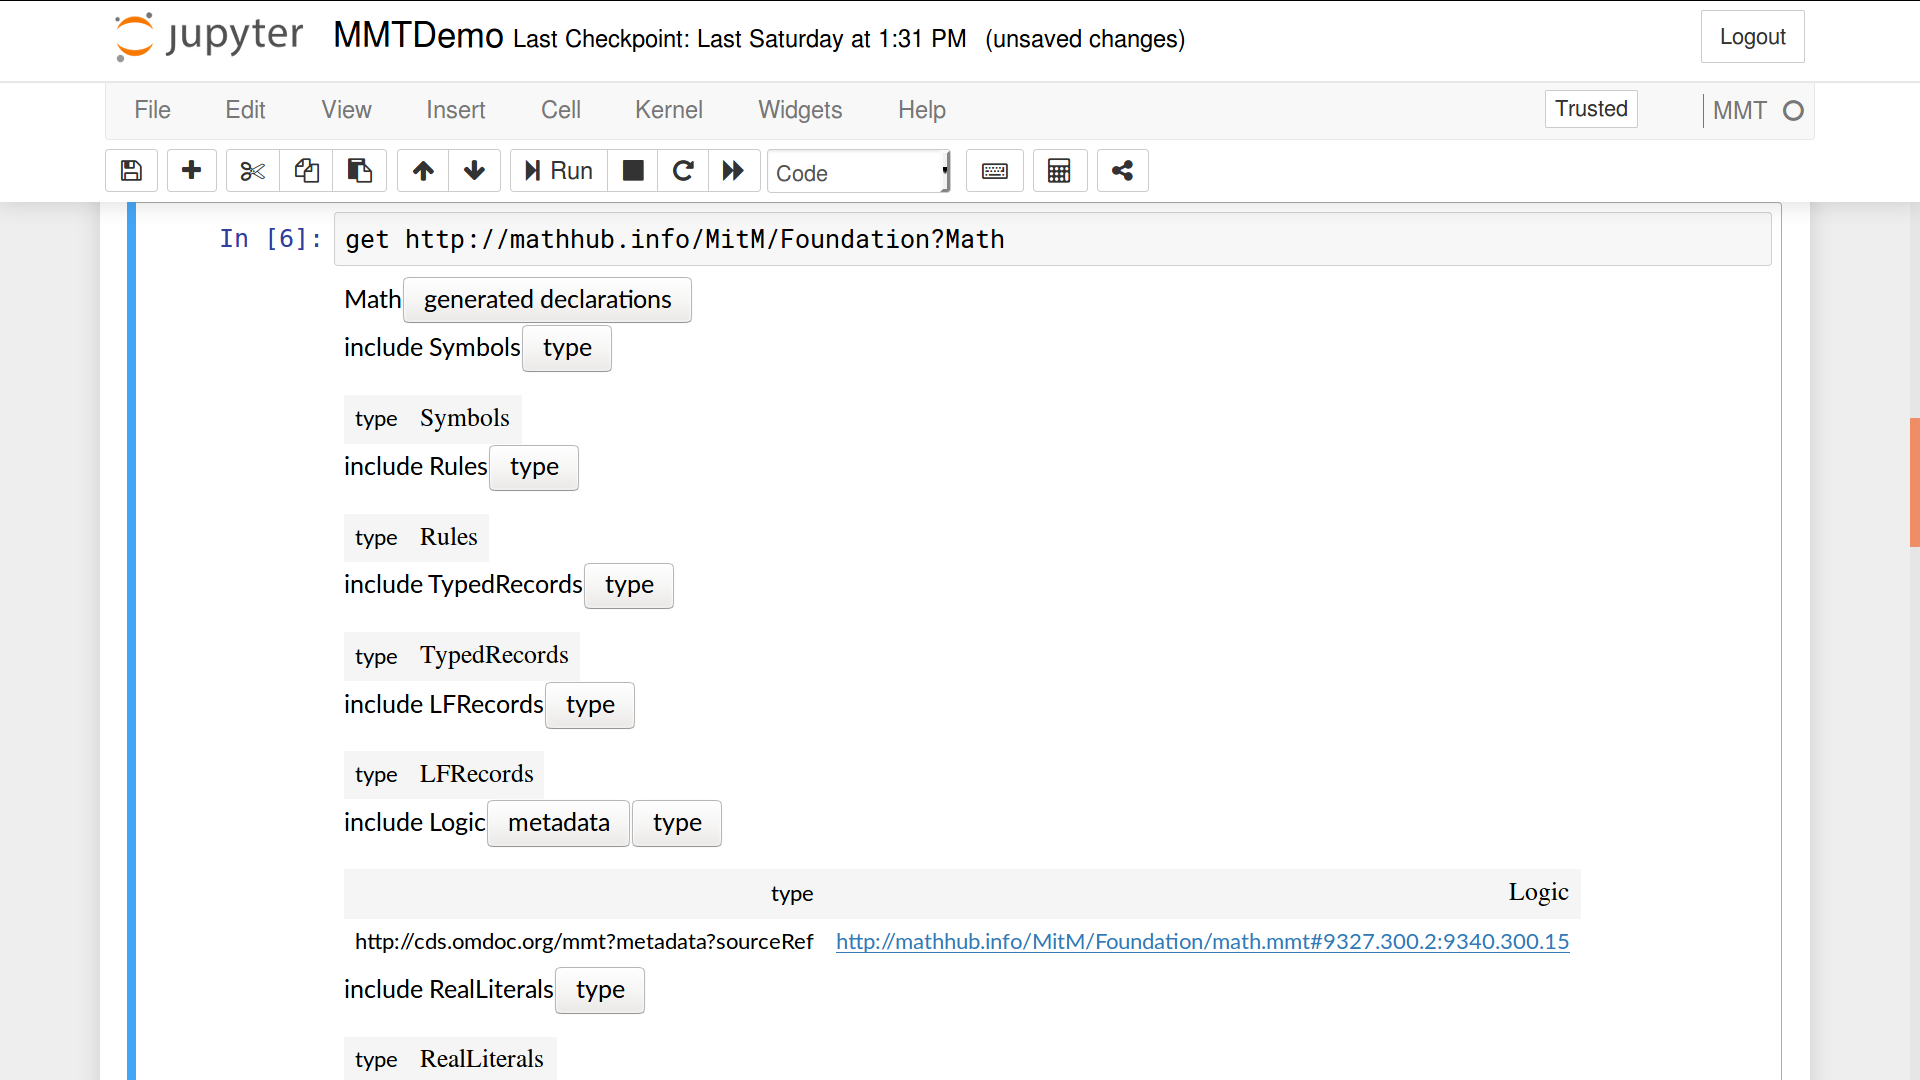 jupyter MMTDemo Last Checkpoint: Last Saturday at 1:31 PM (unsaved changes) Logout
File Edit View Insert Cell Kernel Widgets Help Trusted MMT
Run Code
In [6]: get http://mathhub.info/MitM/Foundation?Math
Math generated declarations
include Symbols type
type Symbols
include Rules type
type Rules
include TypedRecords type
type TypedRecords
include LFRecords type
type LFRecords
include Logic metadata type
type Logic
http://cds.omdoc.org/mmt?metadata?sourceRef http://mathhub.info/MitM/Foundation/math.mmt#9327.300.2:9340.300.15
include RealLiterals type
type RealLiterals